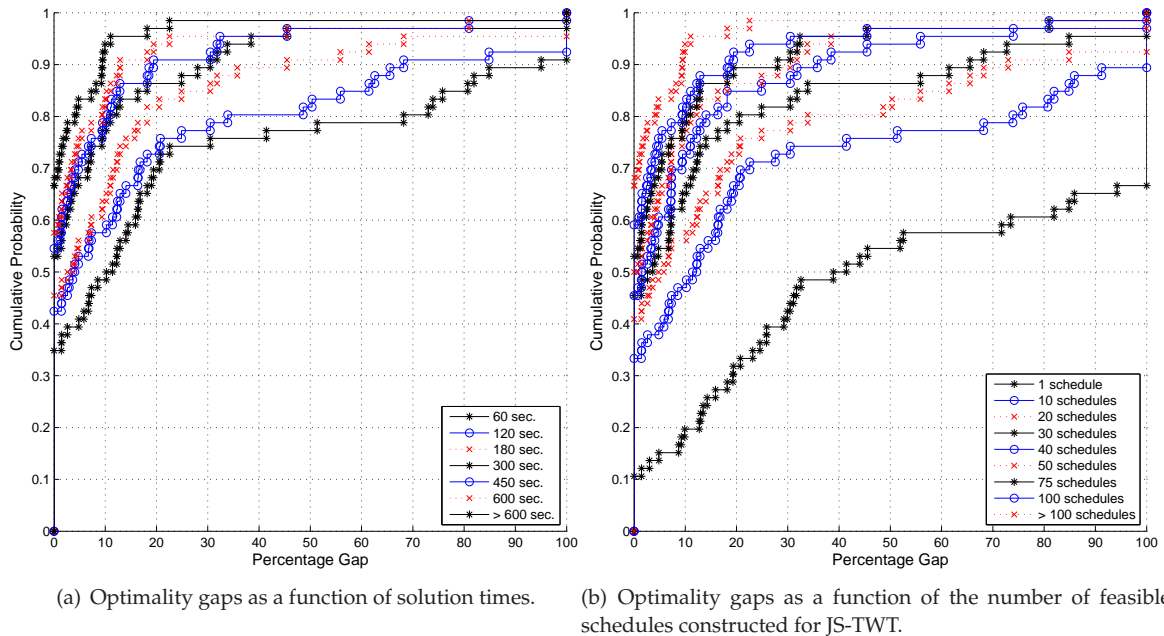 1
0.9
0.8
0.7
0.6
0.5
0.4
0.3
0.2
0.1
0
Cumulative Probability
0 10 20 30 40 50 60 70 80 90 100
Percentage Gap
60 sec.
120 sec.
180 sec.
300 sec.
450 sec.
600 sec.
> 600 sec.
(a) Optimality gaps as a function of solution times.
1
0.9
0.8
0.7
0.6
0.5
0.4
0.3
0.2
0.1
0
Cumulative Probability
0 10 20 30 40 50 60 70 80 90 100
Percentage Gap
1 schedule
10 schedules
20 schedules
30 schedules
40 schedules
50 schedules
75 schedules
100 schedules
> 100 schedules
(b) Optimality gaps as a function of the number of feasible
schedules constructed for JS-TWT.